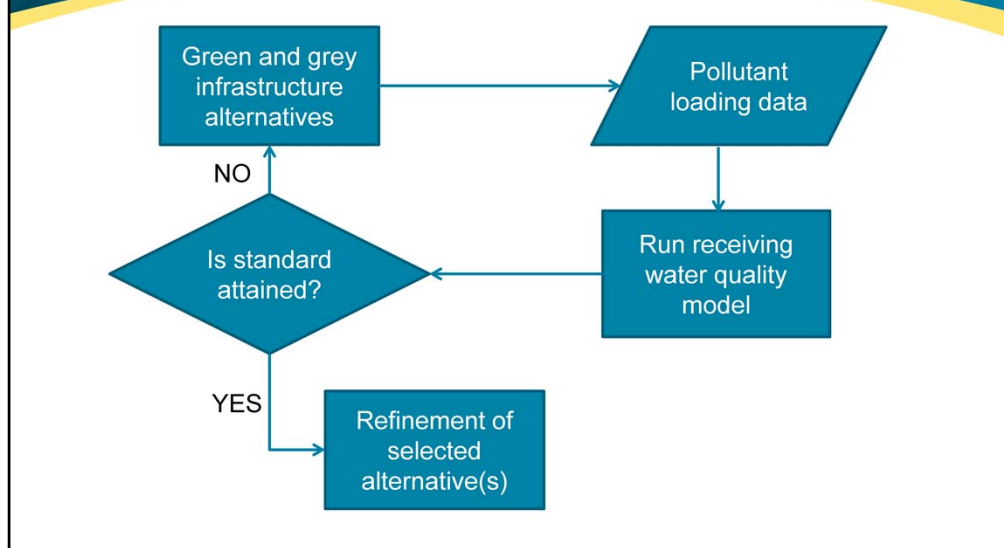 Green and grey
infrastructure
alternatives
Pollutant
loading data
NO
Is standard
attained?
Run receiving
water quality
model
YES
Refinement of
selected
alternative(s)